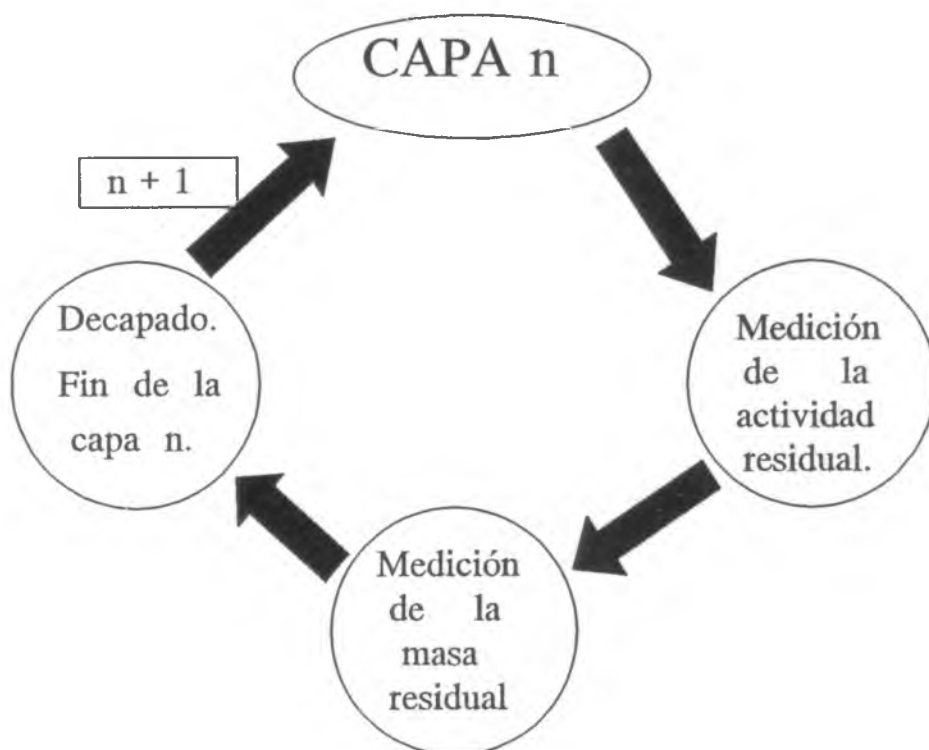 CAPA n
n + 1
Medición
de la
actividad
residual.
Medición
de la
masa
residual
Decapado.
Fin de la
capa n.